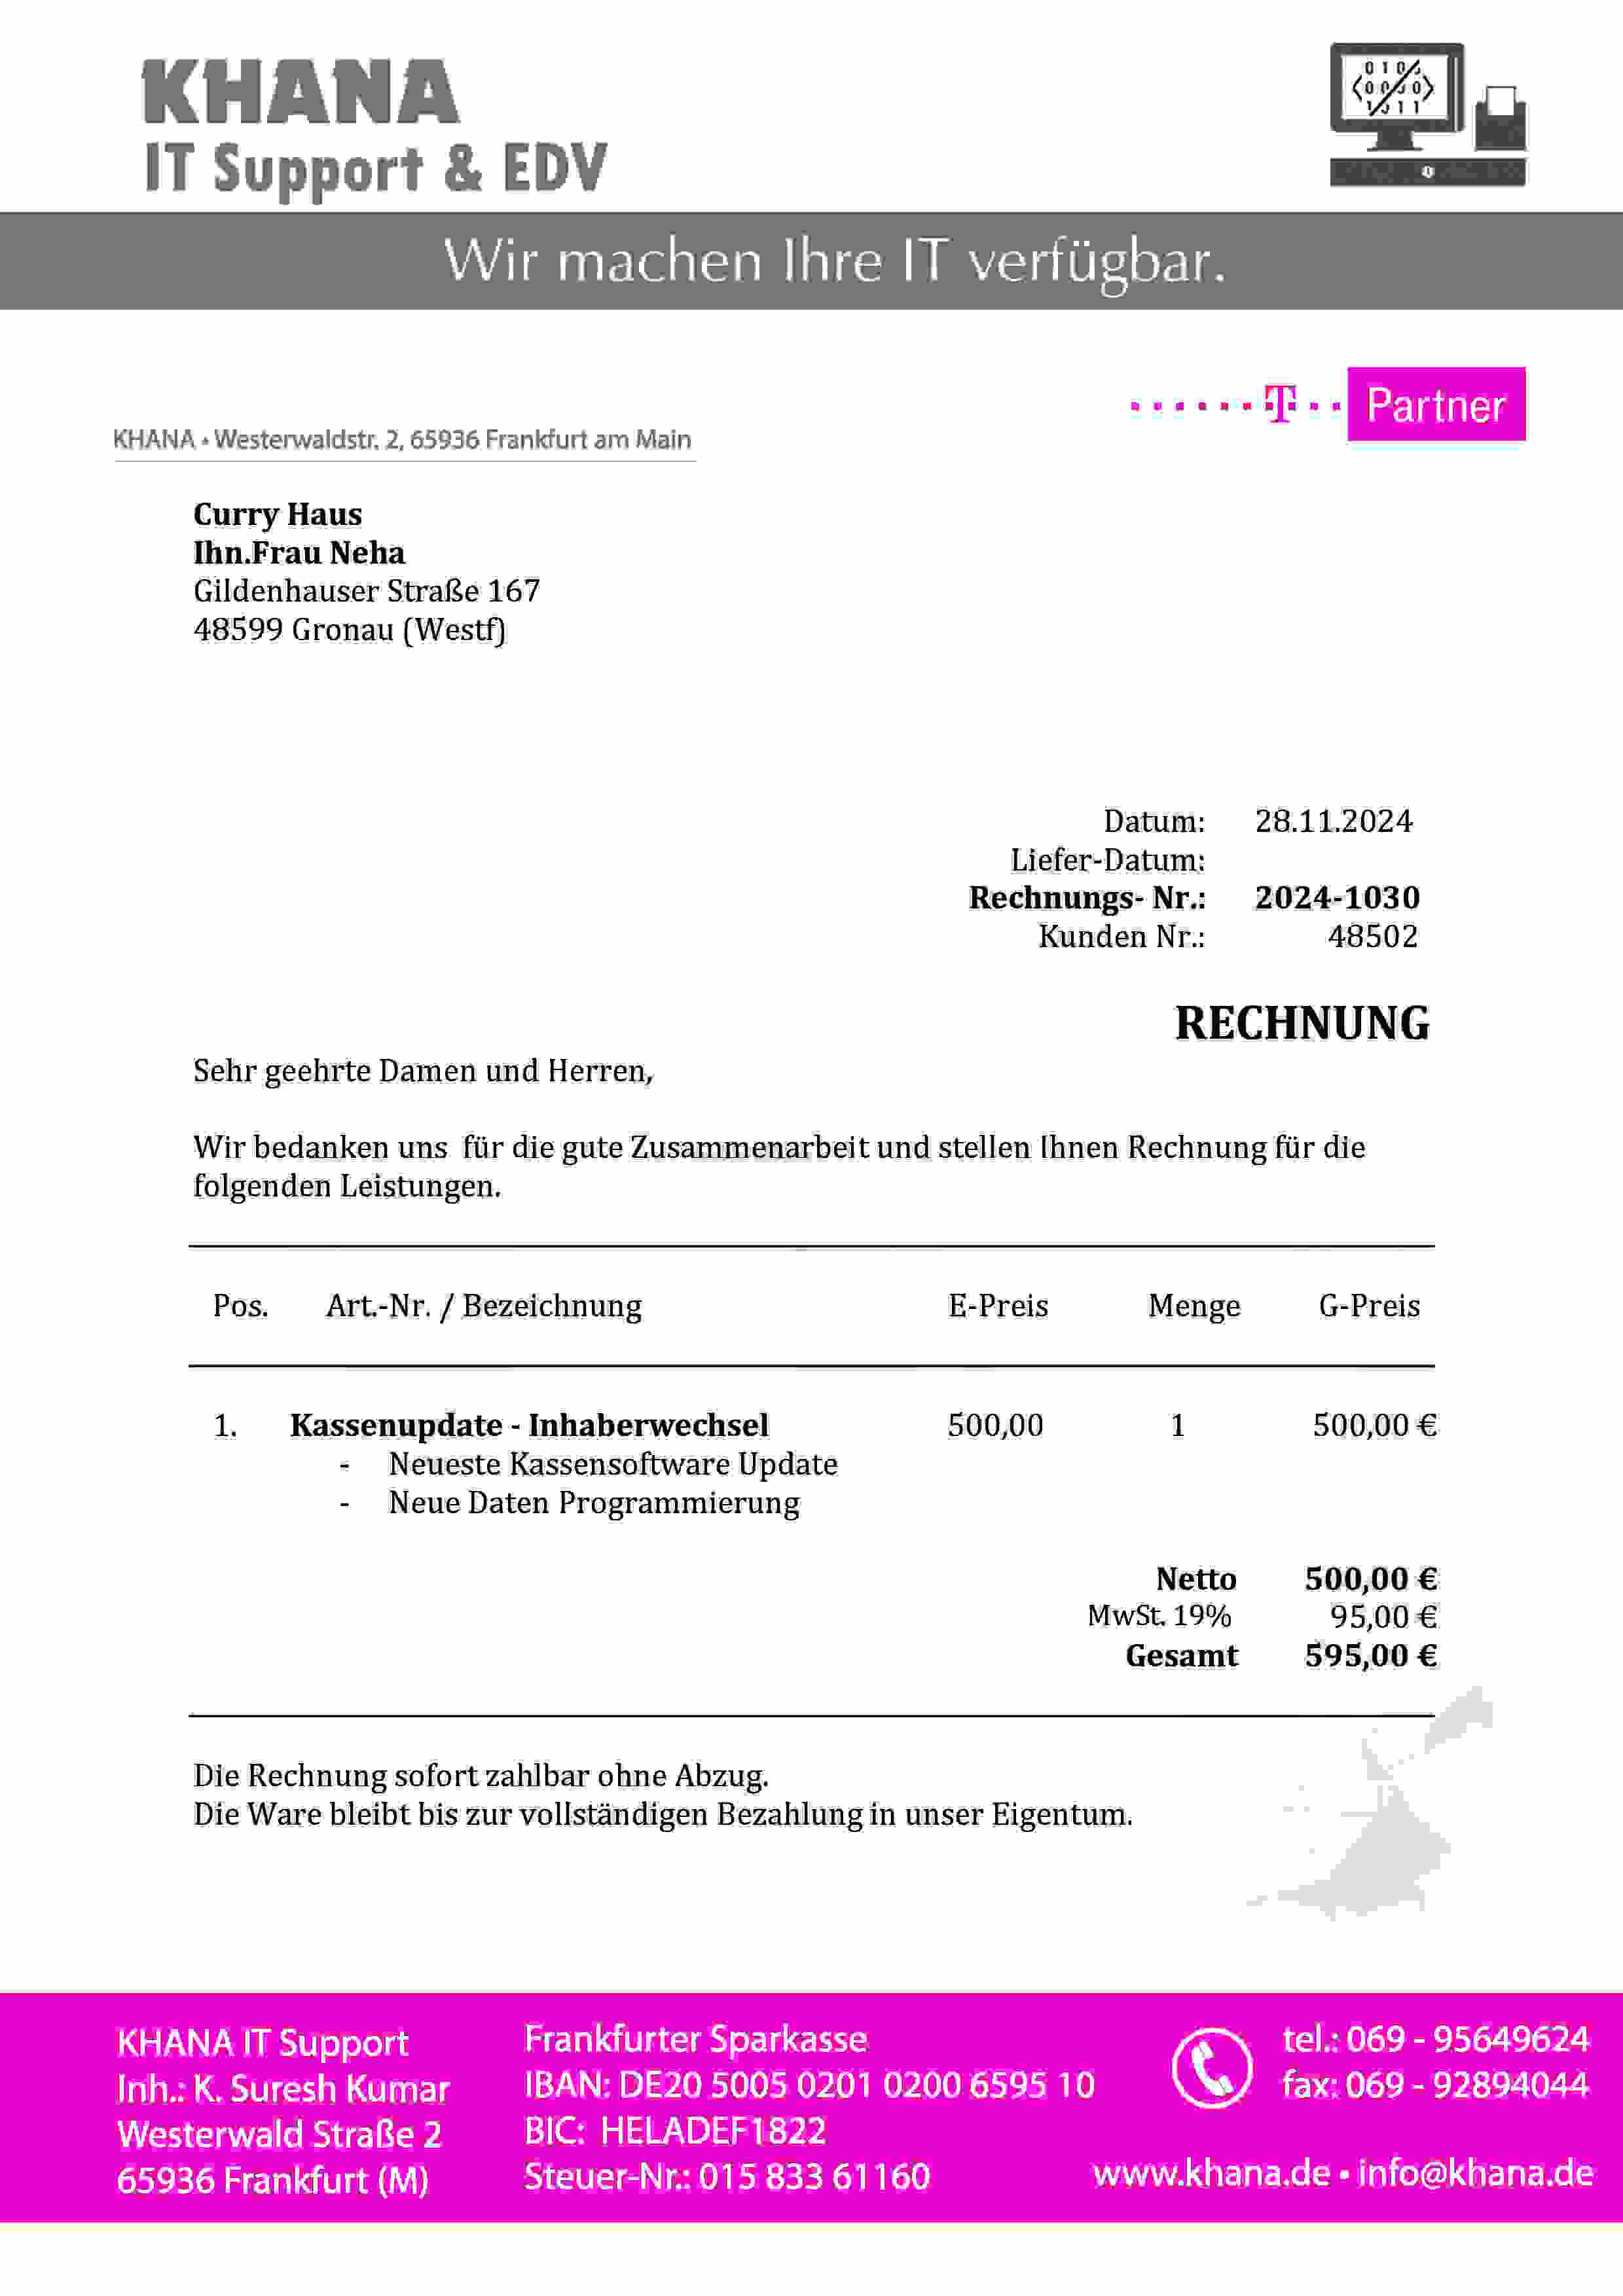 KHANA
IT Support & EDV
Wir machen Ihre IT verfügbar.
T Partner
KHANA • Westerwaldstr. 2, 65936 Frankfurt am Main
Curry Haus
Ihn.Frau Neha
Gildenhauser Straße 167
48599 Gronau (Westf)
Datum: 28.11.2024
Liefer-Datum:
Rechnungs- Nr.: 2024-1030
Kunden Nr.: 48502
RECHNUNG
Sehr geehrte Damen und Herren,
Wir bedanken uns für die gute Zusammenarbeit und stellen Ihnen Rechnung für die
folgenden Leistungen.
Pos. Art.-Nr. / Bezeichnung E-Preis Menge G-Preis
1. Kassenupdate - Inhaberwechsel 500,00 1 500,00 €
- Neueste Kassensoftware Update
- Neue Daten Programmierung
Netto 500,00 €
MwSt. 19% 95,00 €
Gesamt 595,00 €
Die Rechnung sofort zahlbar ohne Abzug.
Die Ware bleibt bis zur vollständigen Bezahlung in unser Eigentum.
KHANA IT Support
Inh.: K. Suresh Kumar
Westerwald Straße 2
65936 Frankfurt (M)
Frankfurter Sparkasse
IBAN: DE20 5005 0201 0200 6595 10
BIC: HELADEF1822
Steuer-Nr.: 015 833 61160
tel.: 069 - 95649624
fax: 069 - 92894044
www.khana.de • info@khana.de